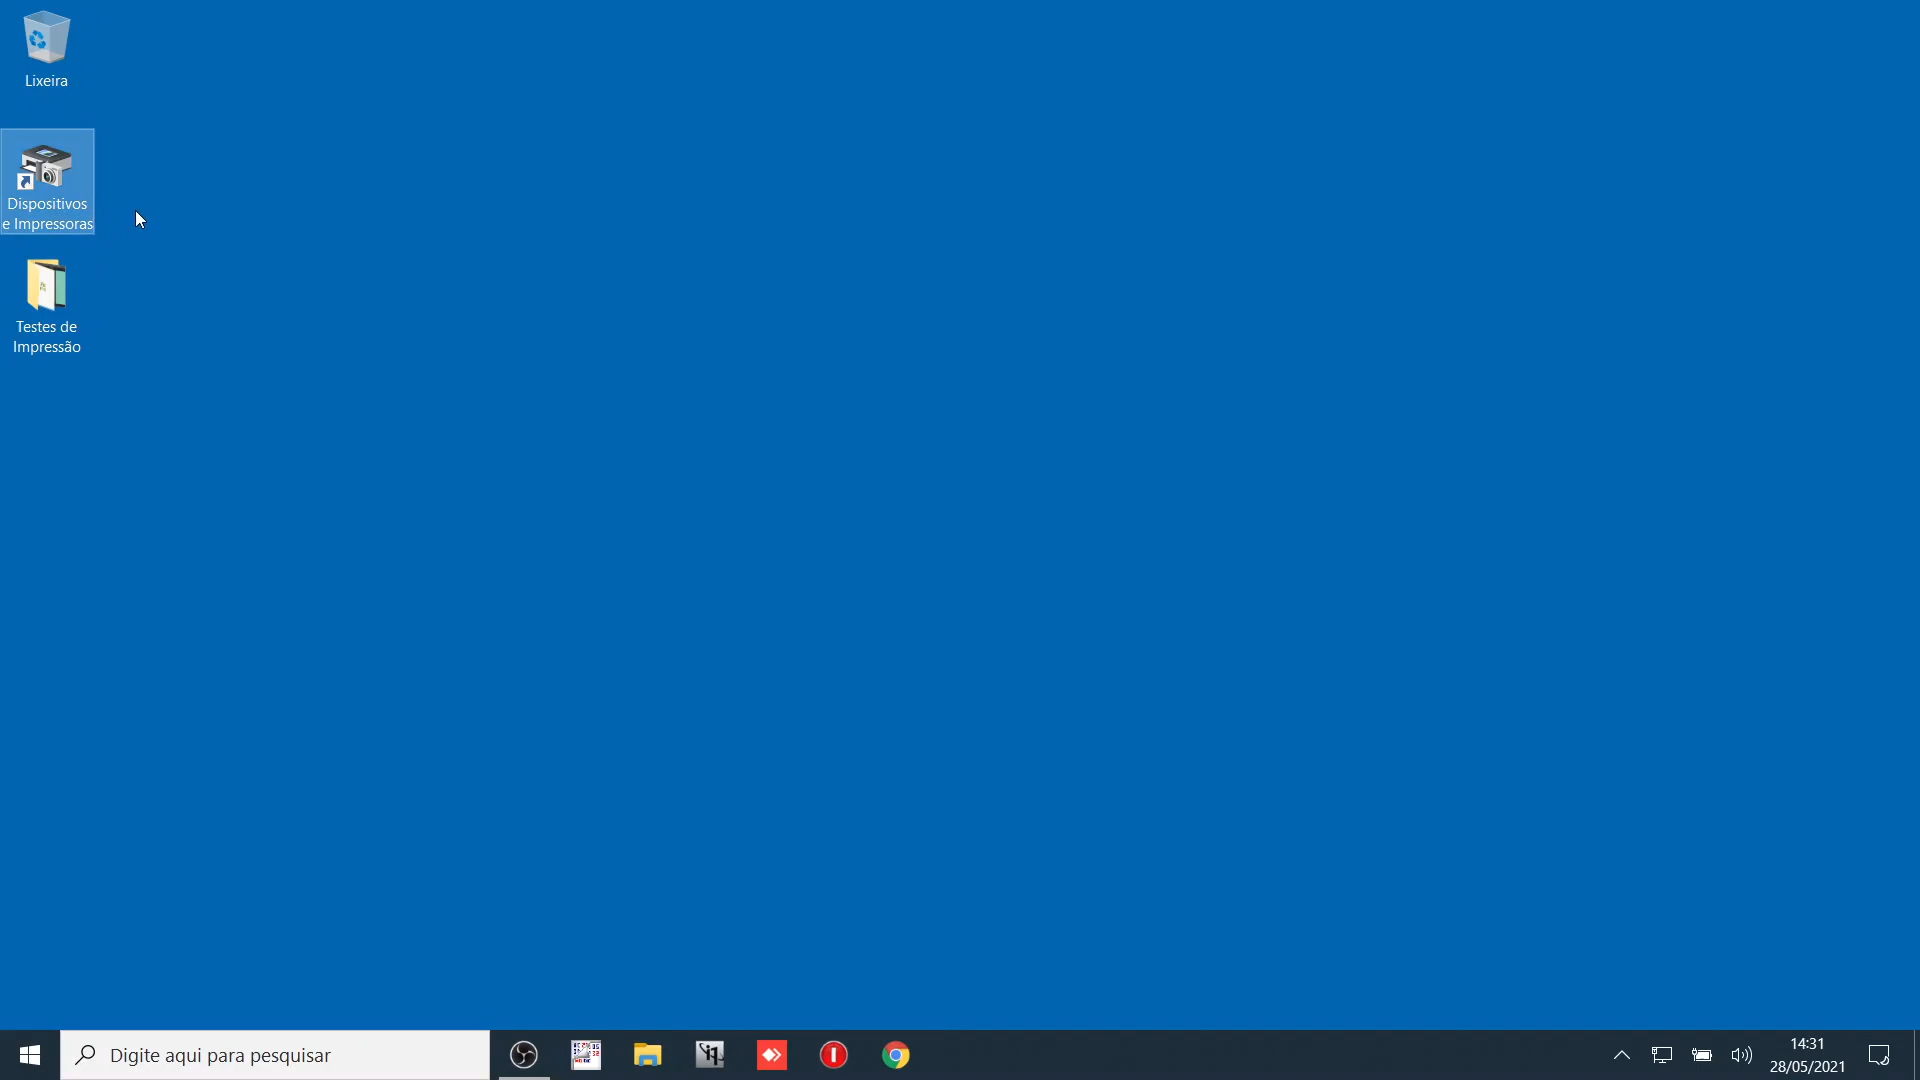 Lixeira
Dispositivos
e Impressoras
Testes de
Impressão
Digite aqui para pesquisar
14:31
28/05/2021